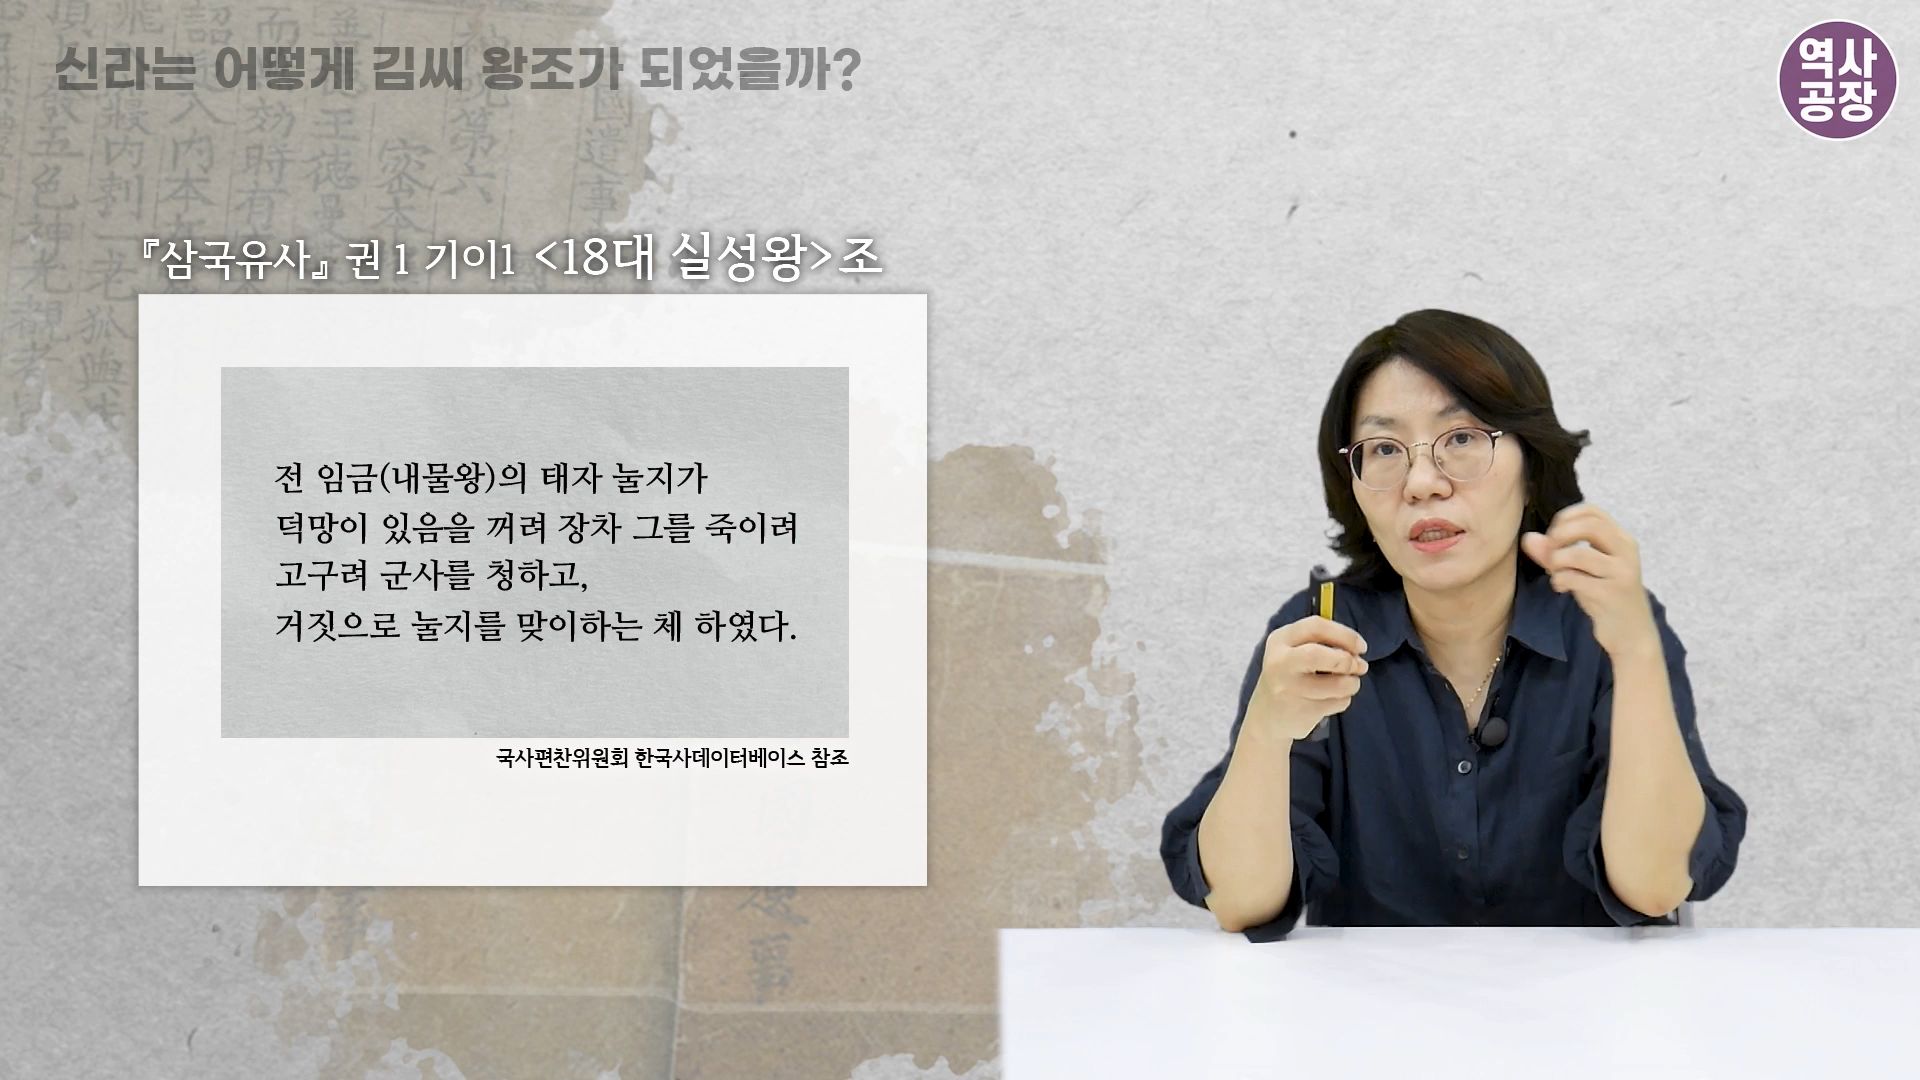 신라는 어떻게 김씨 왕조가 되었을까?
역사
공장
『삼국유사』 권 1 기이1 <18대 실성왕>조
전 임금(내물왕)의 태자 눌지가
덕망이 있음을 꺼려 장차 그를 죽이려
고구려 군사를 청하고,
거짓으로 눌지를 맞이하는 체 하였다.
국사편찬위원회 한국사데이터베이스 참조